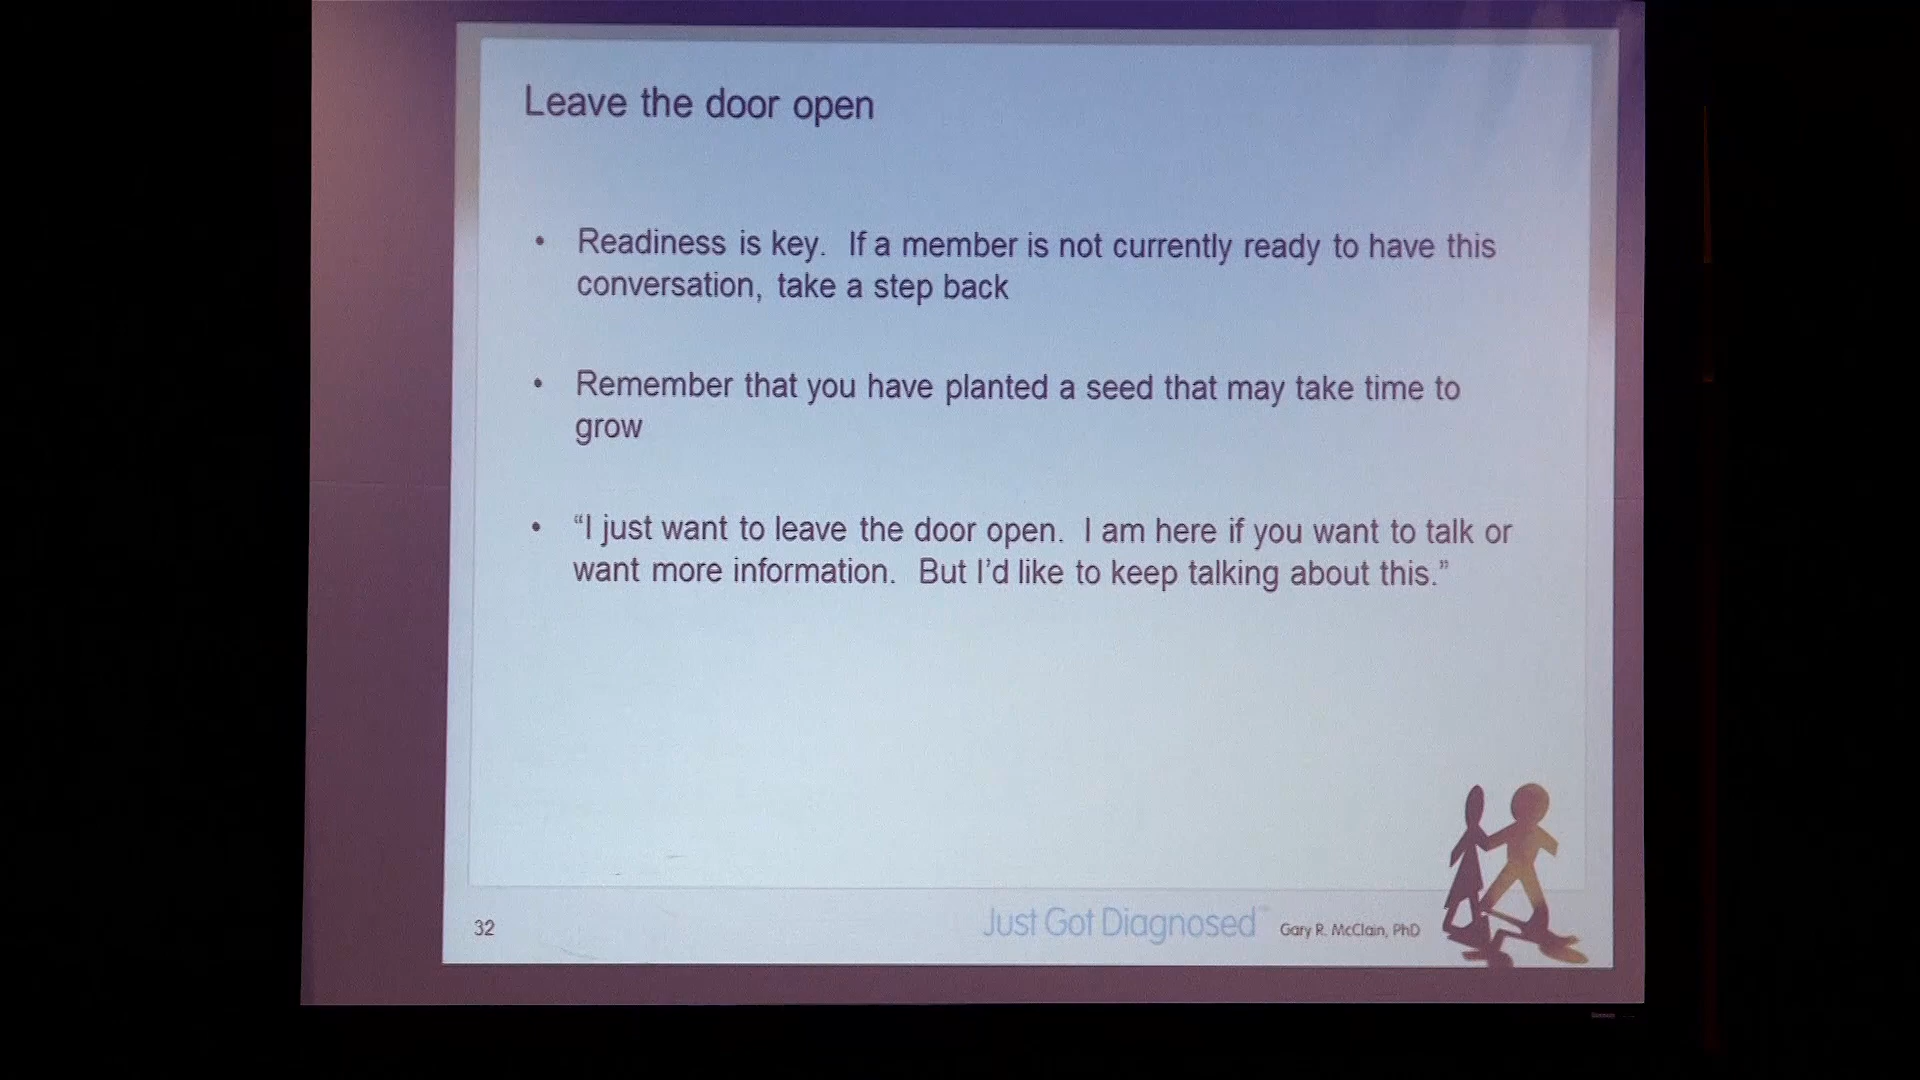 Leave the door open
• Readiness is key. If a member is not currently ready to have this
conversation, take a step back
• Remember that you have planted a seed that may take time to
grow
• “I just want to leave the door open. I am here if you want to talk or
want more information. But I’d like to keep talking about this.”
32
Just Got Diagnosed™ Gary R. McClain, PhD